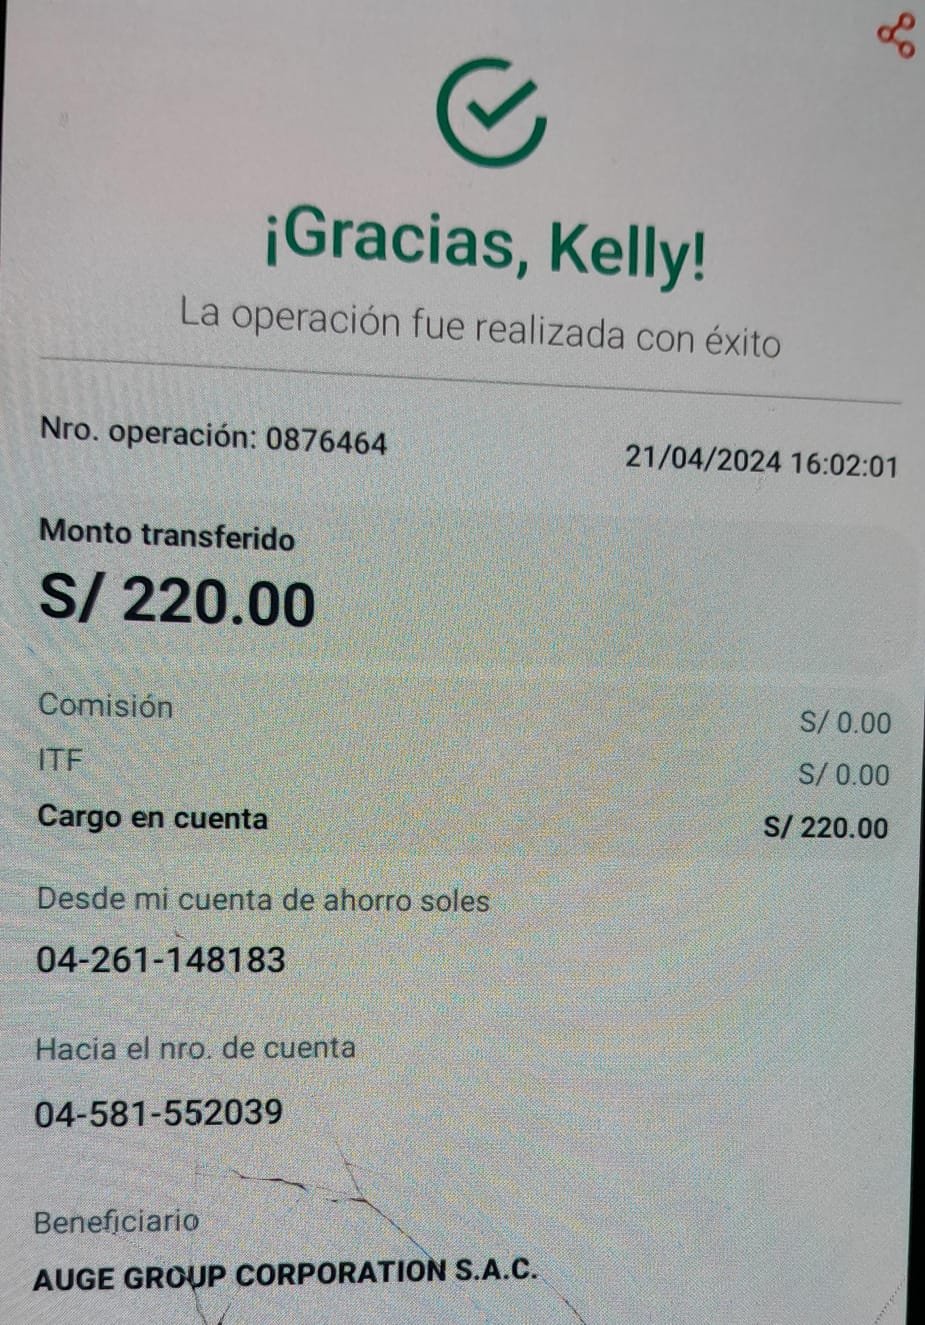 ¡Gracias, Kelly!
La operación fue realizada con éxito
Nro. operación: 0876464
21/04/2024 16:02:01
Monto transferido
S/ 220.00
Comisión S/ 0.00
ITF S/ 0.00
Cargo en cuenta S/ 220.00
Desde mi cuenta de ahorro soles
04-261-148183
Hacia el nro. de cuenta
04-581-552039
Beneficiario
AUGE GROUP CORPORATION S.A.C.